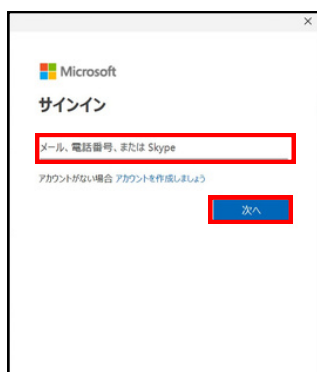 Microsoft
サインイン
メール、電話番号、または Skype
アカウントがない場合 アカウントを作成しましょう
次へ